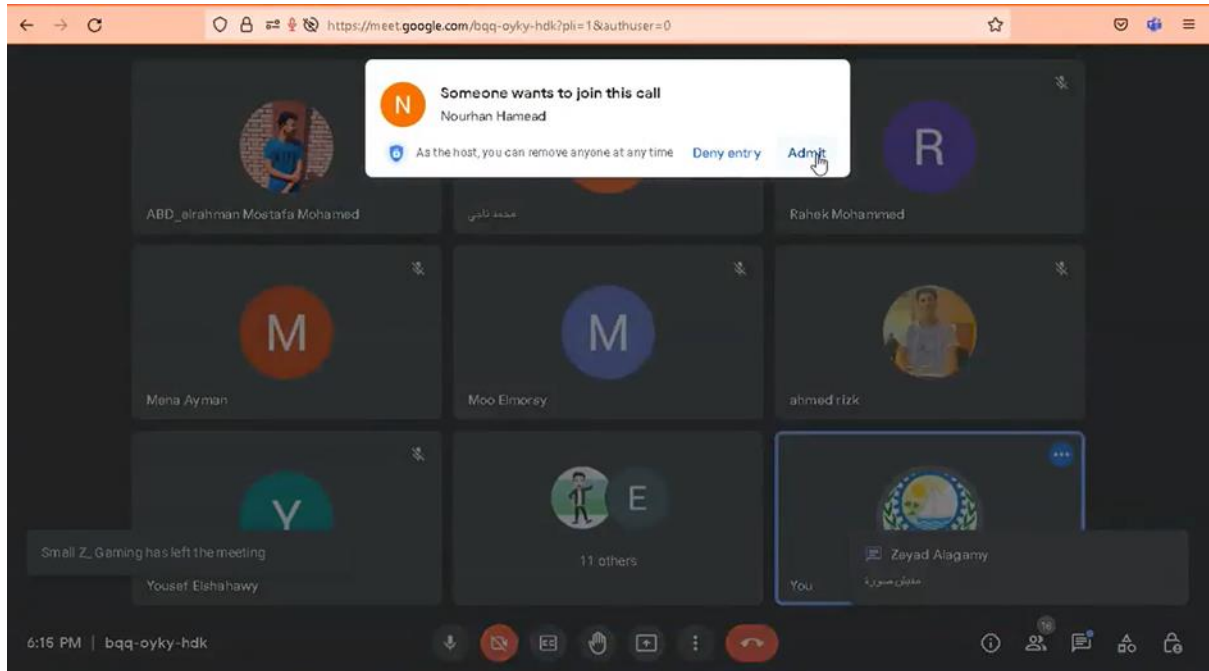 https://meet.google.com/bqq-oyky-hdk?pli=1&authuser=0
Someone wants to join this call
N
Nourhan Hamead
As the host, you can remove anyone at any time
Deny entry
Admit
R
ABD_elrahman Mostafa Mohamed
محمد ناجي
Rahek Mohammed
M
M
Mena Ayman
Moo Elmorsy
ahmed rizk
Y
E
Small Z_Gaming has left the meeting
11 others
Zeyad Alagamy
Yousef Elshahawy
You
مفيش صورة
6:15 PM | bqq-oyky-hdk
CC
16